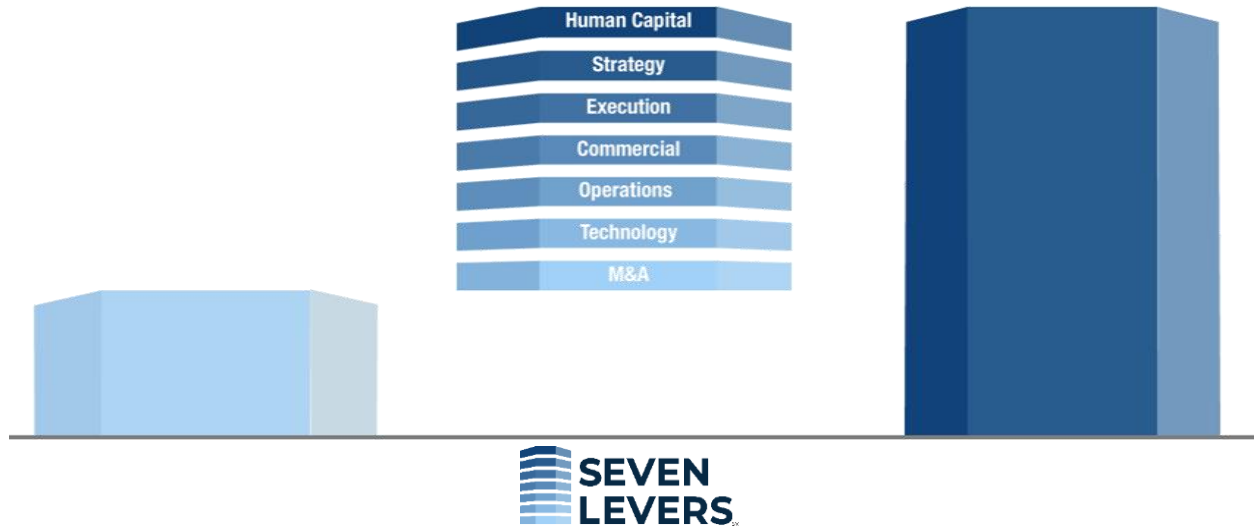 Human Capital
Strategy
Execution
Commercial
Operations
Technology
M&A
SEVEN
LEVERS